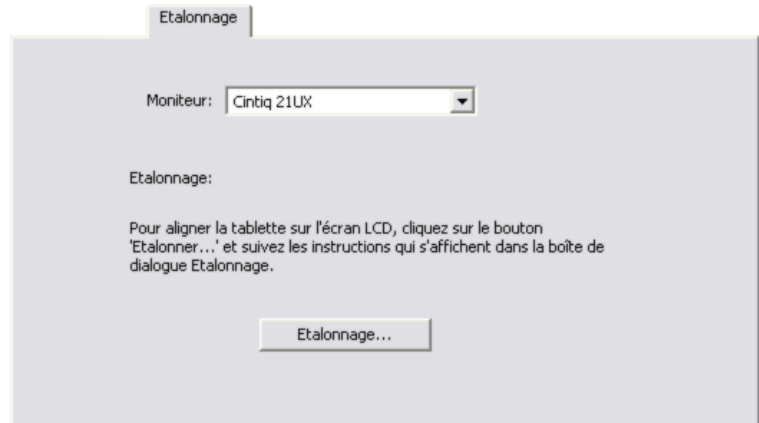 Etalonnage
Moniteur: Cintiq 21UX
Etalonnage:
Pour aligner la tablette sur l'écran LCD, cliquez sur le bouton
'Etalonner...' et suivez les instructions qui s'affichent dans la boîte de
dialogue Etalonnage.
Etalonnage...